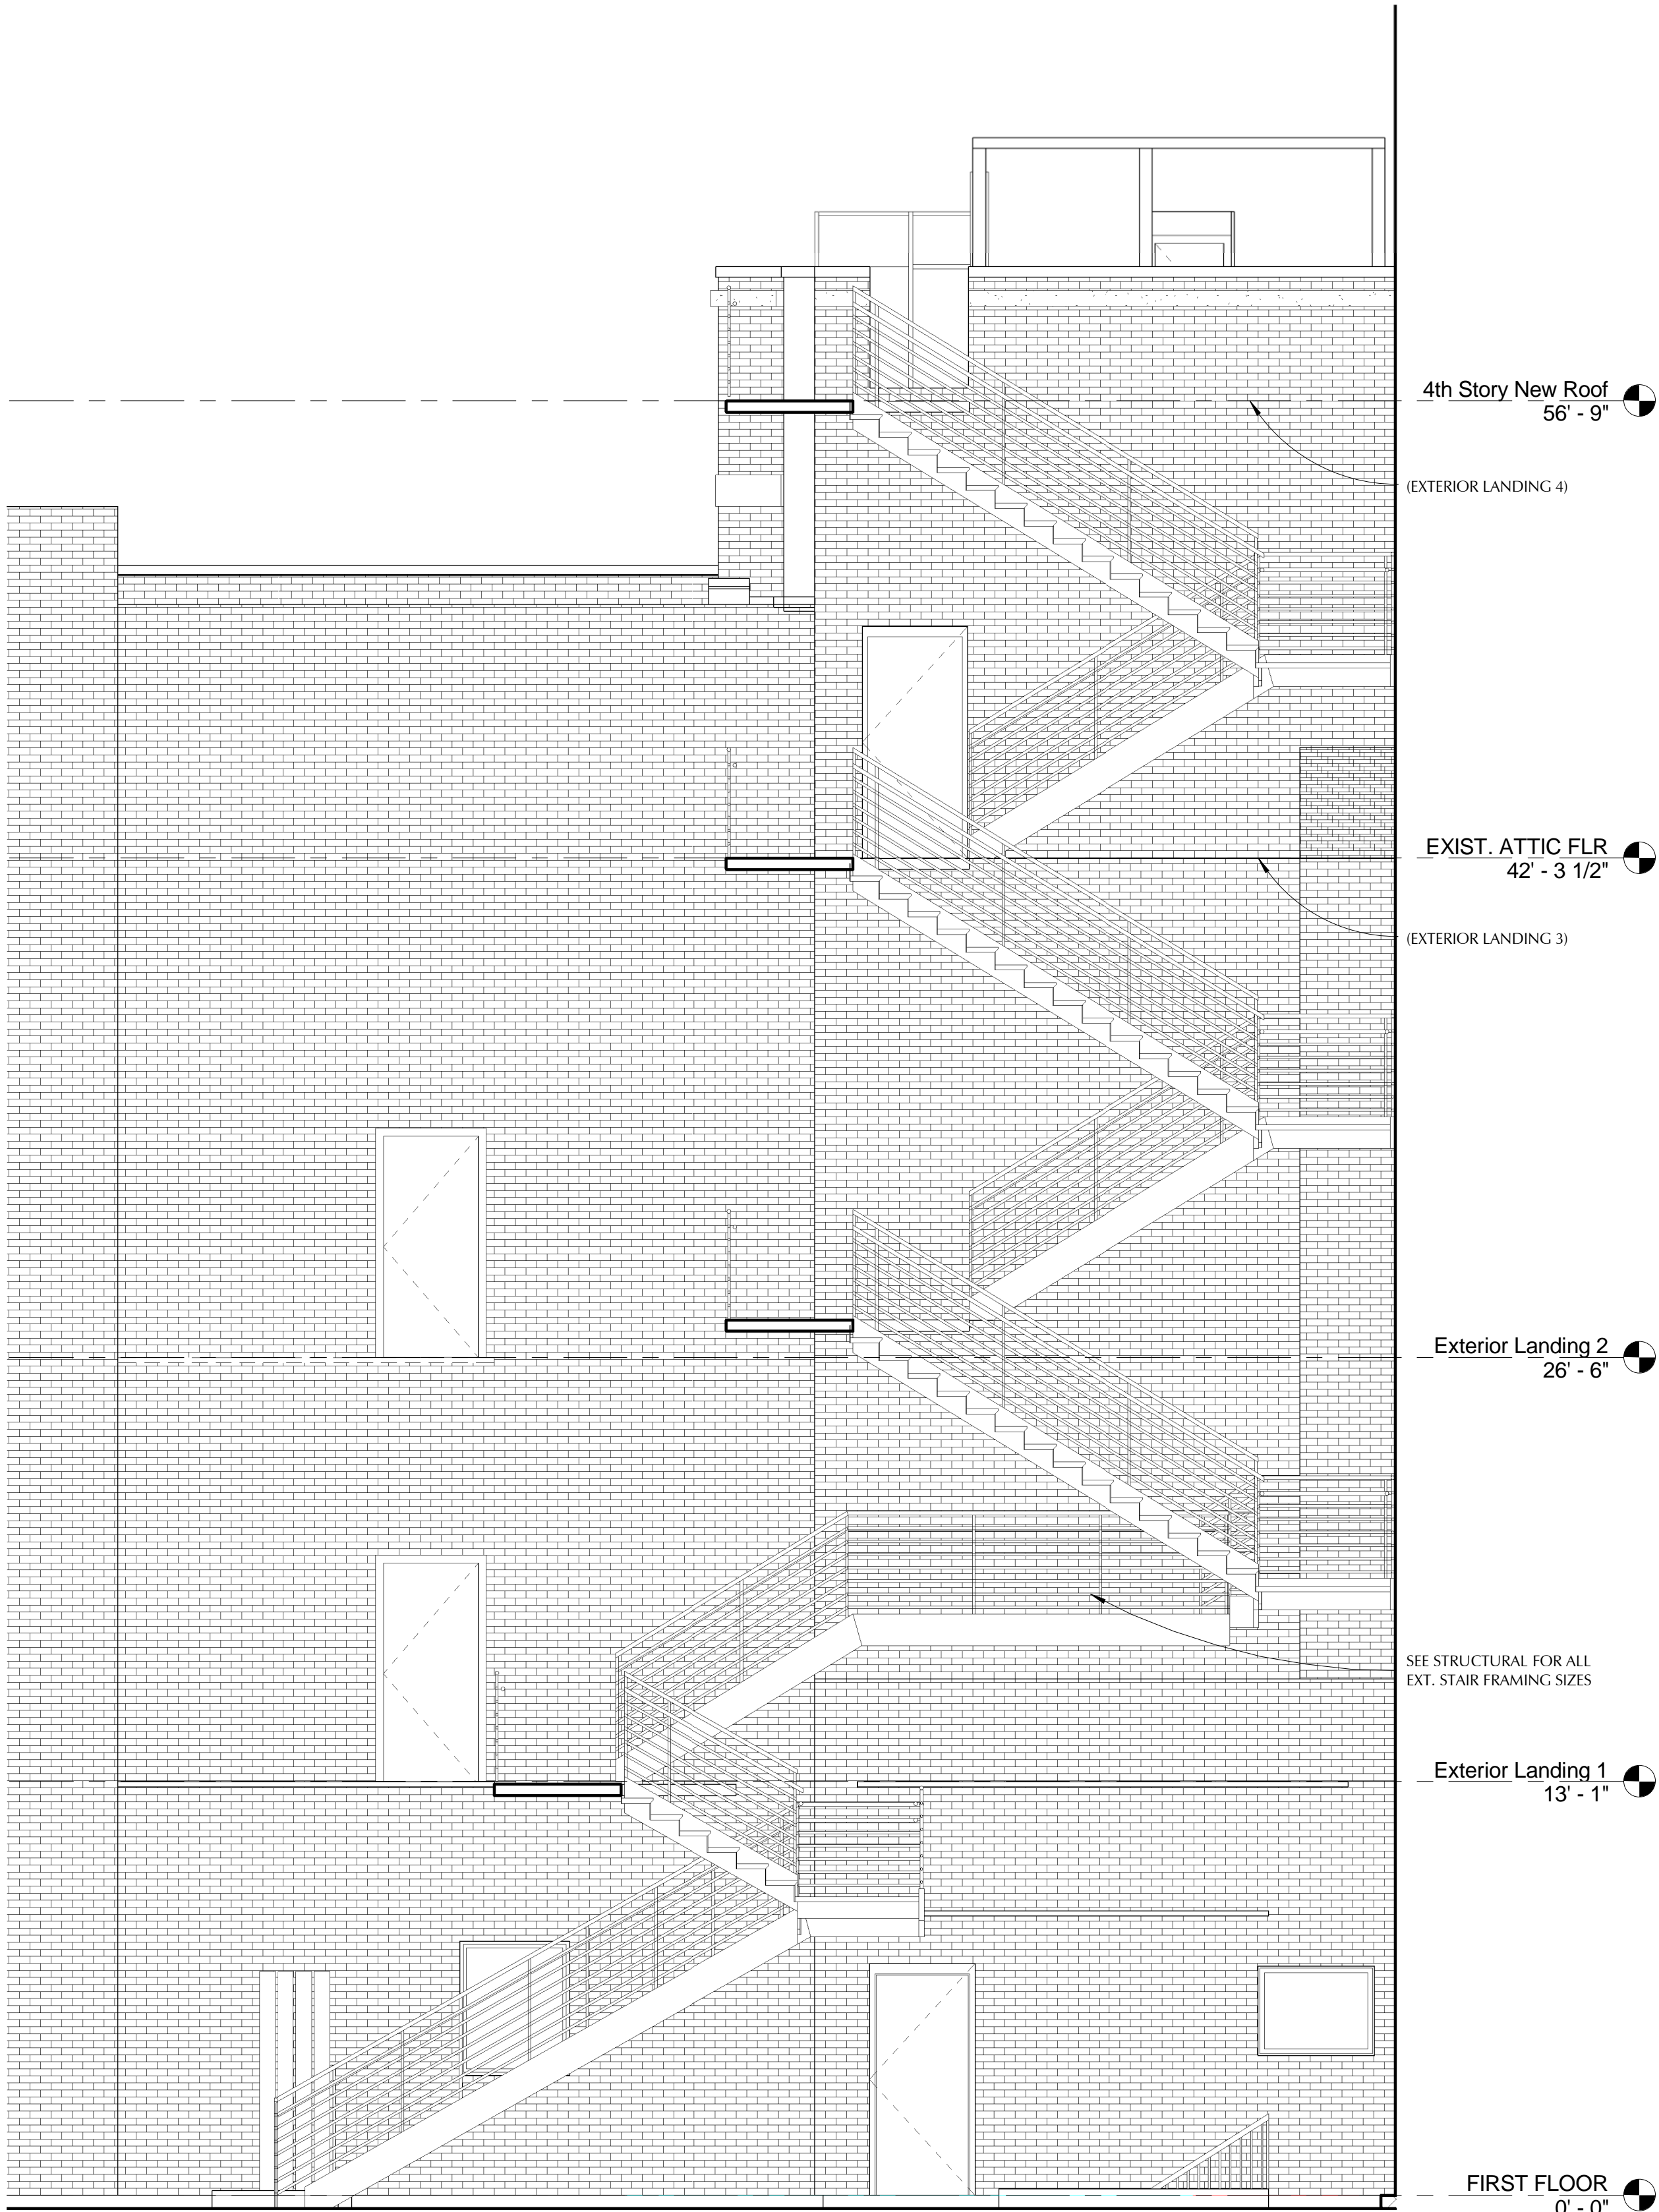 4th Story New Roof
56' - 9"
(EXTERIOR LANDING 4)
EXIST. ATTIC FLR
42' - 3 1/2"
(EXTERIOR LANDING 3)
Exterior Landing 2
26' - 6"
SEE STRUCTURAL FOR ALL
EXT. STAIR FRAMING SIZES
Exterior Landing 1
13' - 1"
FIRST FLOOR
0' - 0"